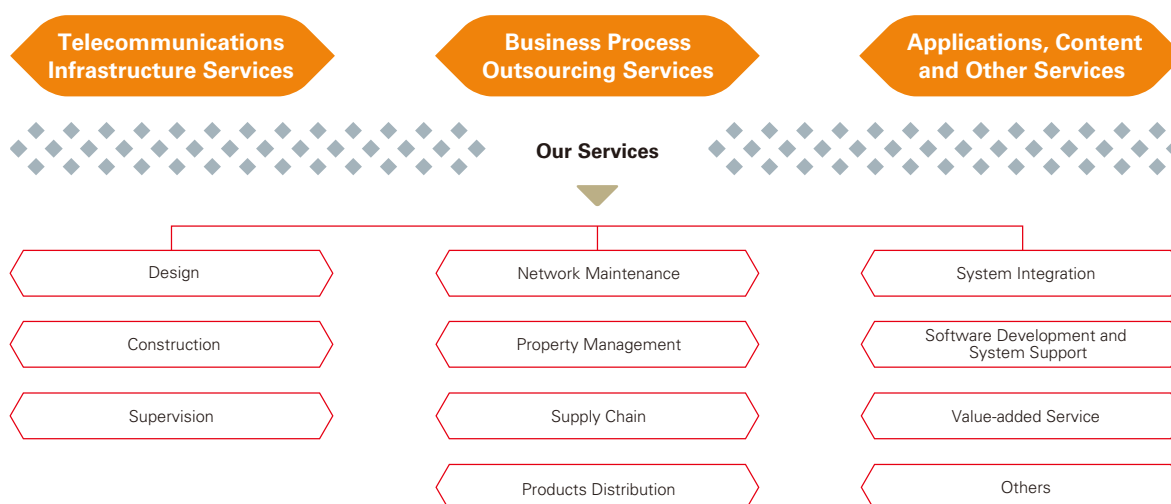 Telecommunications
Infrastructure Services
Business Process
Outsourcing Services
Applications, Content
and Other Services
Our Services
Design
Network Maintenance
System Integration
Construction
Property Management
Software Development and
System Support
Supervision
Supply Chain
Value-added Service
Products Distribution
Others